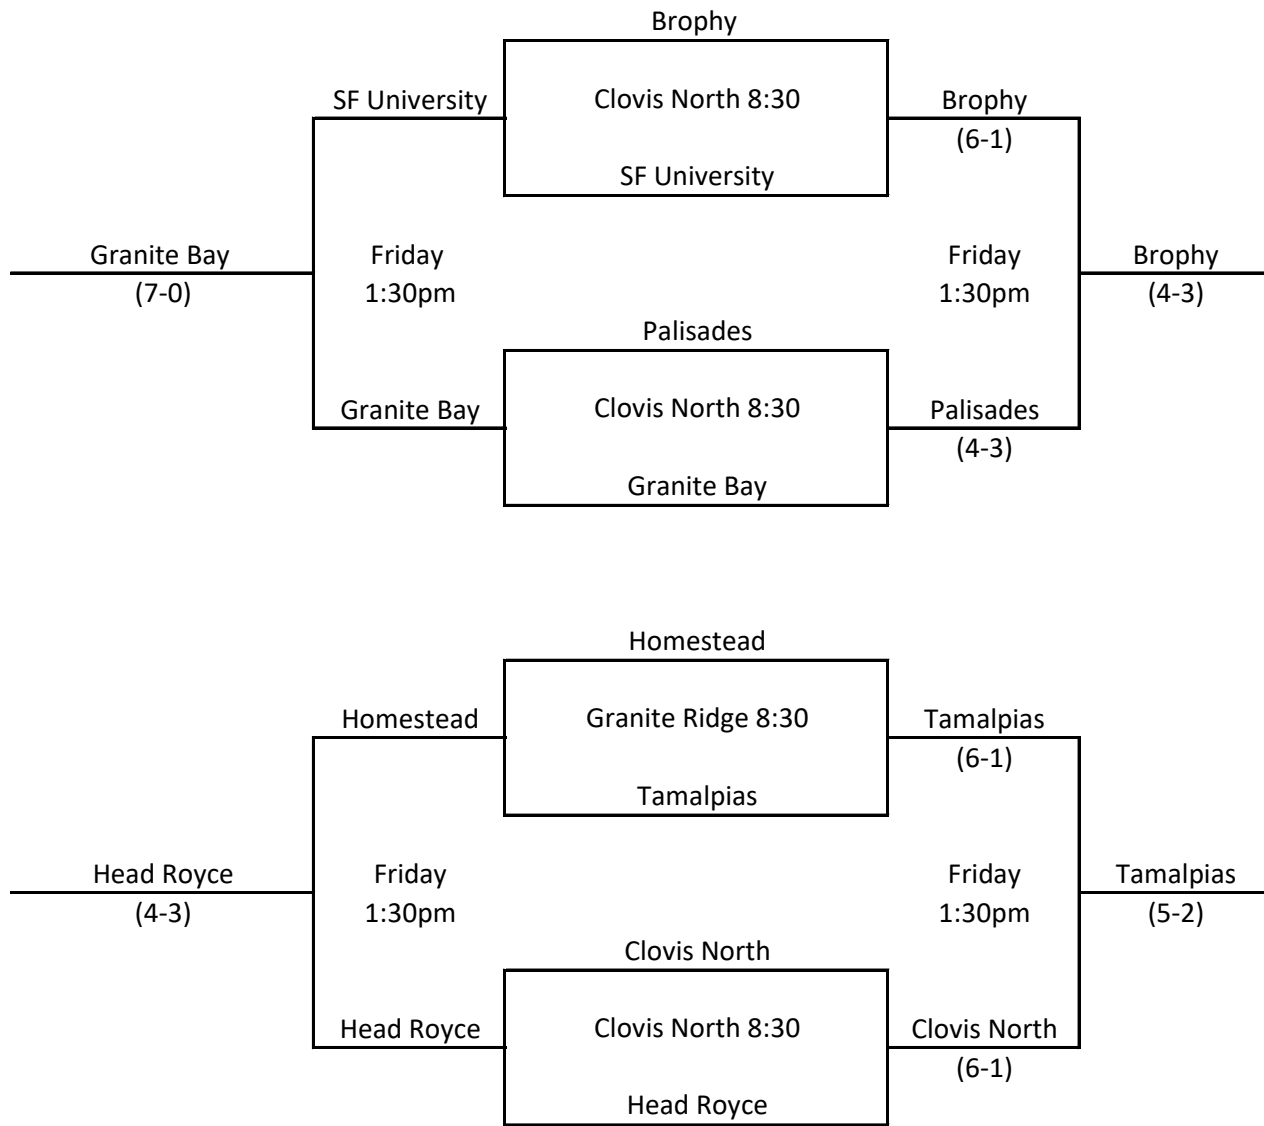 Brophy
SF University
Clovis North 8:30
Brophy
(6-1)
SF University
Granite Bay
(7-0)
Friday
1:30pm
Friday
1:30pm
Brophy
(4-3)
Palisades
Granite Bay
Clovis North 8:30
Palisades
(4-3)
Granite Bay
Homestead
Homestead
Granite Ridge 8:30
Tamalpias
(6-1)
Tamalpias
Head Royce
(4-3)
Friday
1:30pm
Friday
1:30pm
Tamalpias
(5-2)
Clovis North
Head Royce
Clovis North 8:30
Clovis North
(6-1)
Head Royce